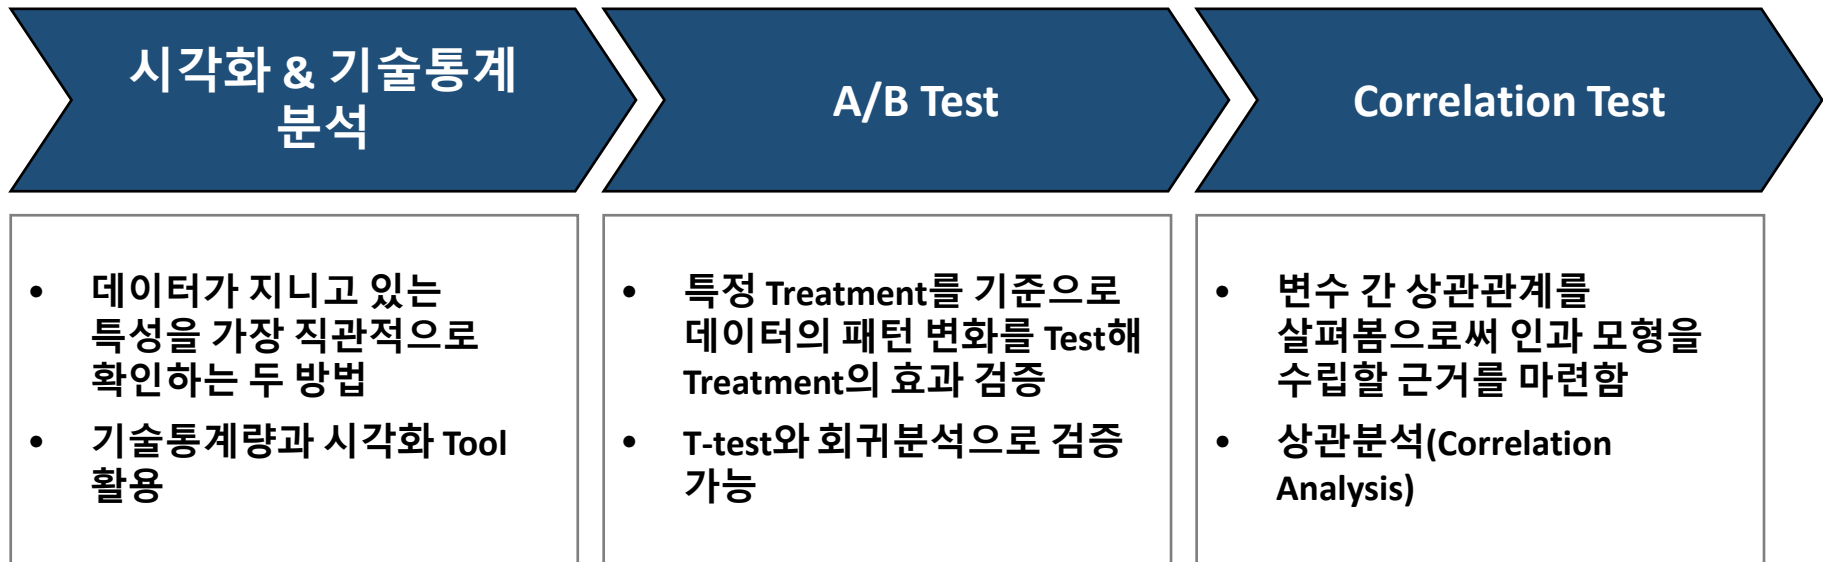 시각화 & 기술통계
분석
A/B Test
Correlation Test
• 데이터가 지니고 있는
특성을 가장 직관적으로
확인하는 두 방법
• 기술통계량과 시각화 Tool
활용
• 특정 Treatment를 기준으로
데이터의 패턴 변화를 Test해
Treatment의 효과 검증
• T-test와 회귀분석으로 검증
가능
• 변수 간 상관관계를
살펴봄으로써 인과 모형을
수립할 근거를 마련함
• 상관분석(Correlation
Analysis)